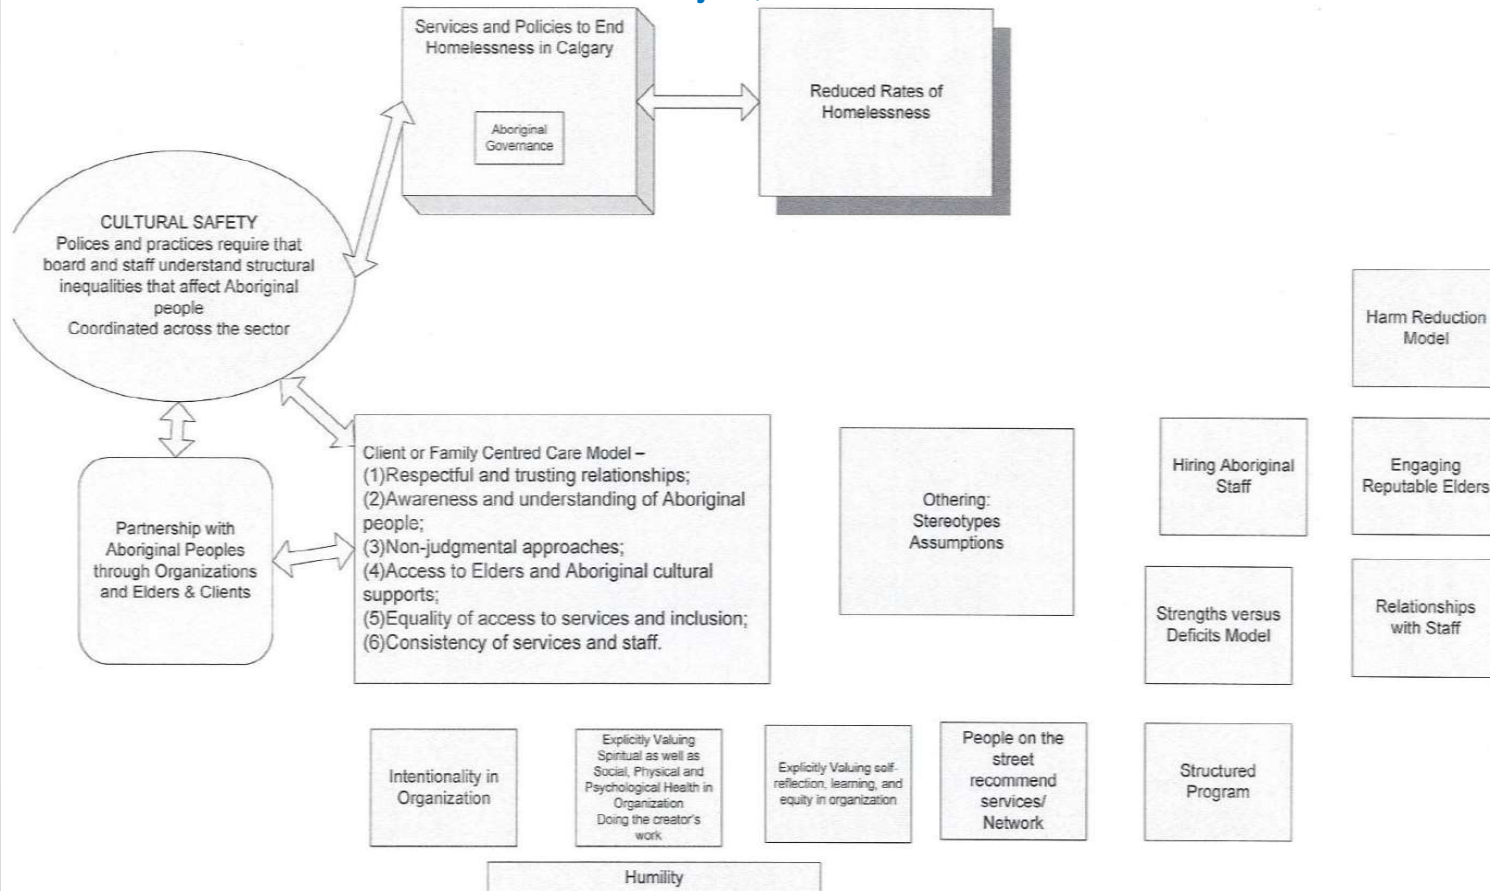 Services and Policies to End
Homelessness in Calgary
Aboriginal
Governance
Reduced Rates of
Homelessness
CULTURAL SAFETY
Polices and practices require that
board and staff understand structural
inequalities that affect Aboriginal
people
Coordinated across the sector
Harm Reduction
Model
Partnership with
Aboriginal Peoples
through Organizations
and Elders & Clients
Client or Family Centred Care Model –
(1)Respectful and trusting relationships;
(2)Awareness and understanding of Aboriginal
people;
(3)Non-judgmental approaches;
(4)Access to Elders and Aboriginal cultural
supports;
(5)Equality of access to services and inclusion;
(6)Consistency of services and staff.
Othering:
Stereotypes
Assumptions
Hiring Aboriginal
Staff
Engaging
Reputable Elders
Strengths versus
Deficits Model
Relationships
with Staff
Intentionality in
Organization
Explicitly Valuing
Spiritual as well as
Social, Physical and
Psychological Health in
Organization
Doing the creator's
work
Explicitly Valuing self-
reflection, learning, and
equity in organization
People on the
street
recommend
services/
Network
Structured
Program
Humility